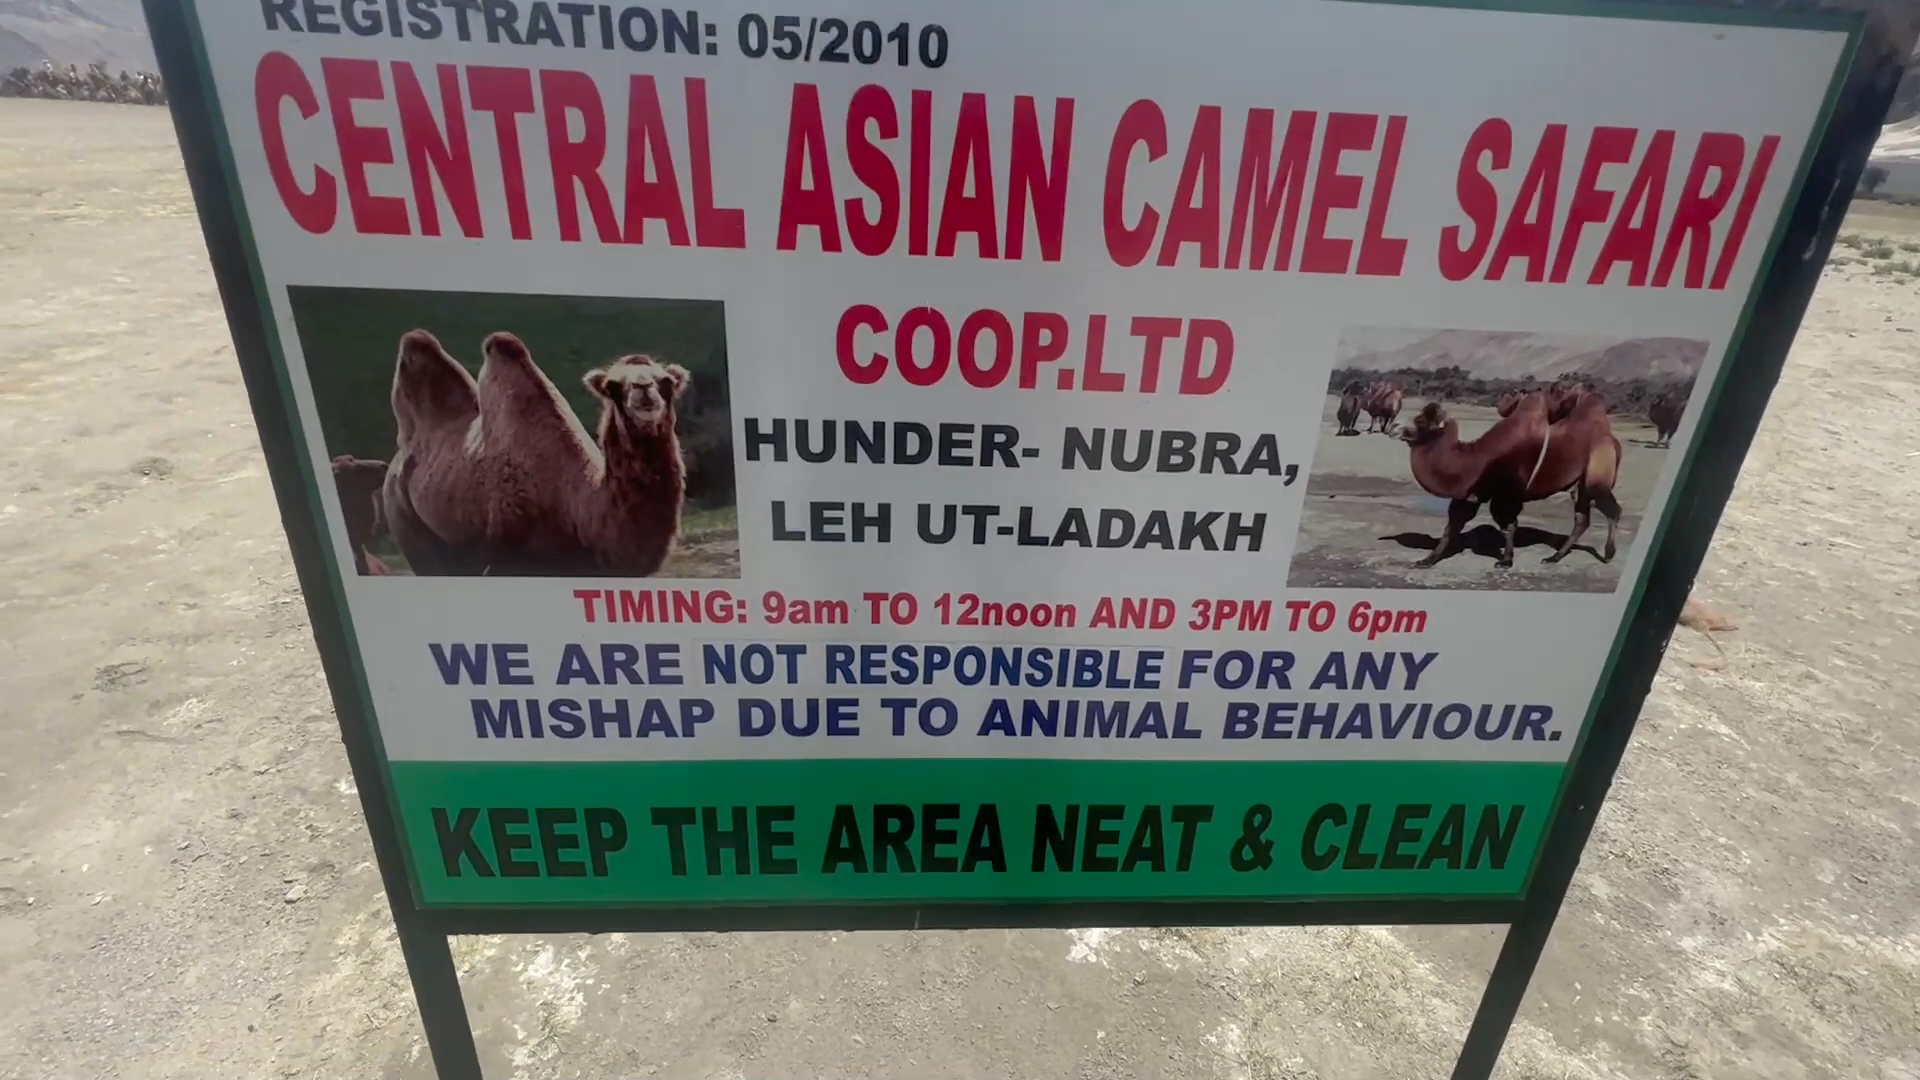 REGISTRATION: 05/2010
CENTRAL ASIAN CAMEL SAFARI
COOP.LTD
HUNDER- NUBRA,
LEH UT-LADAKH
TIMING: 9am TO 12noon AND 3PM TO 6pm
WE ARE NOT RESPONSIBLE FOR ANY
MISHAP DUE TO ANIMAL BEHAVIOUR.
KEEP THE AREA NEAT & CLEAN